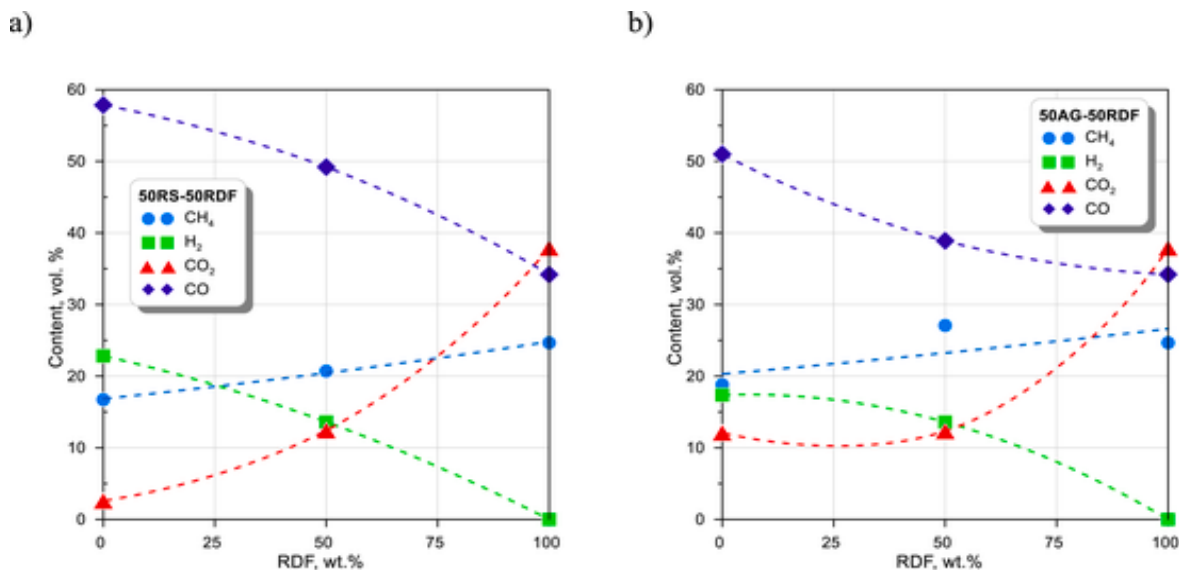 a)
60
50
40
30
20
10
0
Content, vol. %
50RS-50RDF
CH₄
H₂
CO₂
CO
0 25 50 75 100
RDF, wt.%
b)
60
50
40
30
20
10
0
Content, vol. %
50AG-50RDF
CH₄
H₂
CO₂
CO
0 25 50 75 100
RDF, wt.%